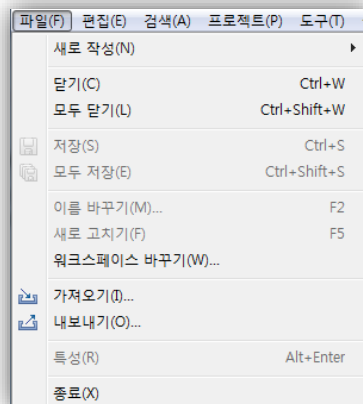 파일(F) 편집(E) 검색(A) 프로젝트(P) 도구(T)
새로 작성(N)
닫기(C) Ctrl+W
모두 닫기(L) Ctrl+Shift+W
저장(S) Ctrl+S
모두 저장(E) Ctrl+Shift+S
이름 바꾸기(M)... F2
새로 고치기(F) F5
워크스페이스 바꾸기(W)...
가져오기(I)...
내보내기(O)...
특성(R) Alt+Enter
종료(X)